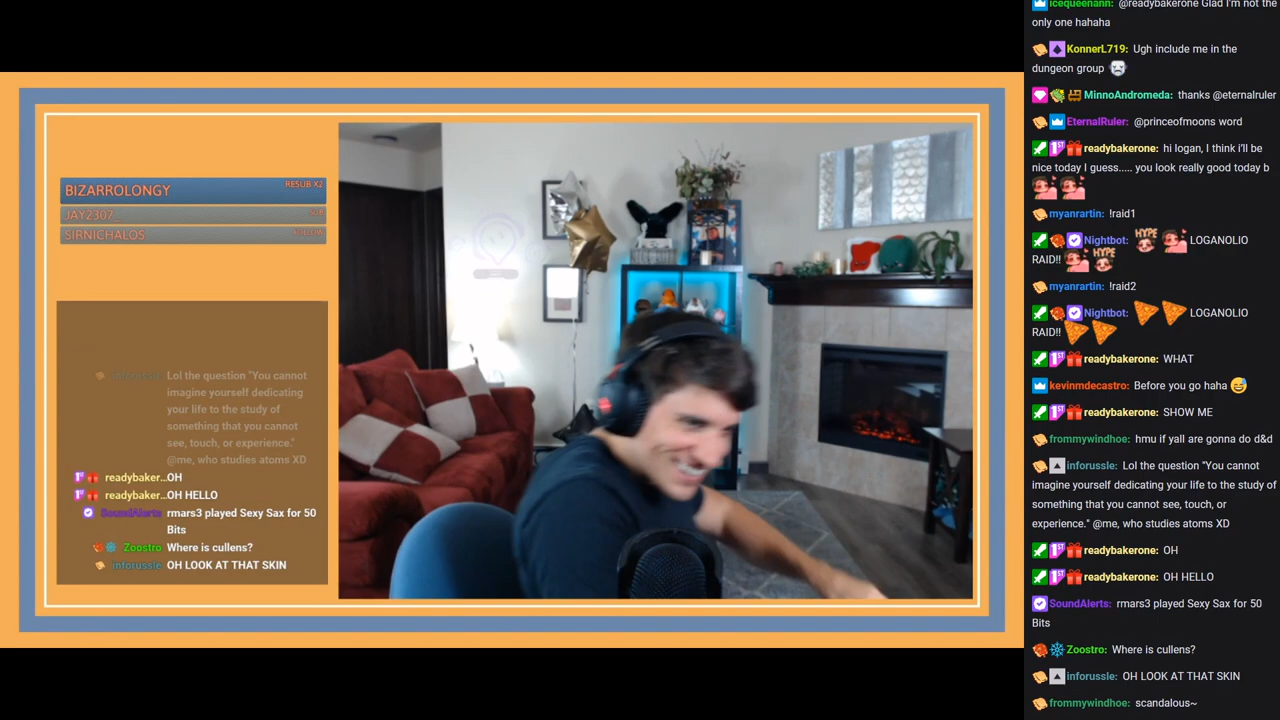 BIZARROLONGY
RESUB X2
JAY2307_
SUB
SIRNICHALOS
Lol the question "You cannot
imagine yourself dedicating
your life to the study of
something that you cannot
see, touch, or experience."
@me, who studies atoms XD
readybaker... OH
readybaker... OH HELLO
SoundAlerts rmars3 played Sexy Sax for 50
Bits
Zoostro Where is cullens?
inforussle OH LOOK AT THAT SKIN
icequeenann: @readybakerone Glad I'm not the
only one hahaha
KonnerL719: Ugh include me in the
dungeon group
MinnoAndromeda: thanks @eternalruler
EternalRuler: @princeofmoons word
readybakerone: hi logan, I think i'll be
nice today I guess..... you look really good today b
myanrartin: !raid1
Nightbot: HYPE LOGANOLIO
RAID!! HYPE
myanrartin: !raid2
Nightbot: LOGANOLIO
RAID!!
readybakerone: WHAT
kevinmdecastro: Before you go haha
readybakerone: SHOW ME
frommywindhoe: hmu if yall are gonna do d&d
inforussle: Lol the question "You cannot
imagine yourself dedicating your life to the study of
something that you cannot see, touch, or
experience." @me, who studies atoms XD
readybakerone: OH
readybakerone: OH HELLO
SoundAlerts: rmars3 played Sexy Sax for 50
Bits
Zoostro: Where is cullens?
inforussle: OH LOOK AT THAT SKIN
frommywindhoe: scandalous~